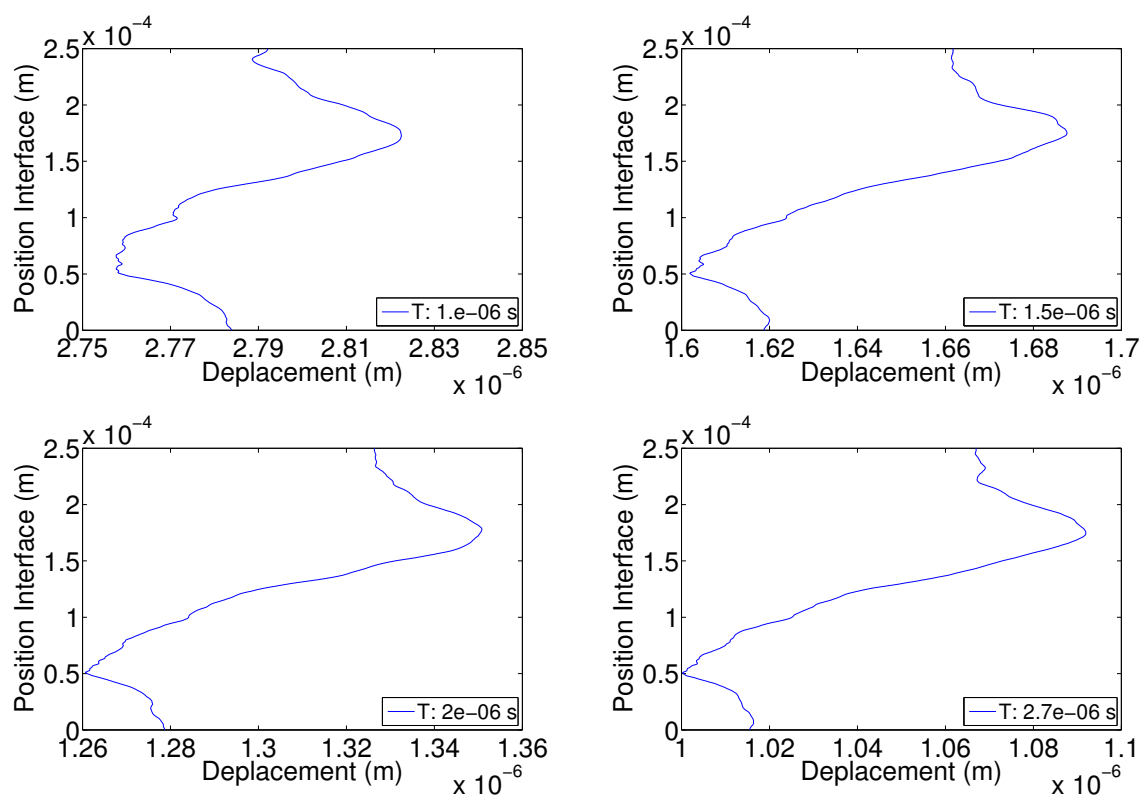 x 10⁻⁴
2.5
2
1.5
1
0.5
0
Position Interface (m)
T: 1.e−06 s
2.75 2.77 2.79 2.81 2.83 2.85
Deplacement (m)
x 10⁻⁶
x 10⁻⁴
2.5
2
1.5
1
0.5
0
Position Interface (m)
T: 1.5e−06 s
1.6 1.62 1.64 1.66 1.68 1.7
Deplacement (m)
x 10⁻⁶
x 10⁻⁴
2.5
2
1.5
1
0.5
0
Position Interface (m)
T: 2e−06 s
1.26 1.28 1.3 1.32 1.34 1.36
Deplacement (m)
x 10⁻⁶
x 10⁻⁴
2.5
2
1.5
1
0.5
0
Position Interface (m)
T: 2.7e−06 s
1 1.02 1.04 1.06 1.08 1.1
Deplacement (m)
x 10⁻⁶